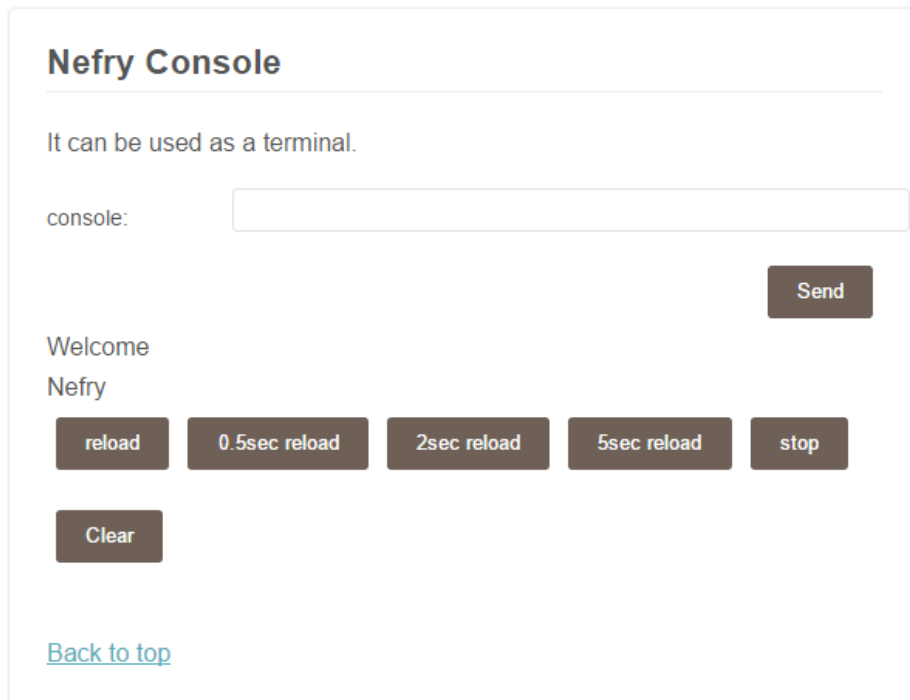 Nefry Console
It can be used as a terminal.
console:
Send
Welcome
Nefry
reload 0.5sec reload 2sec reload 5sec reload stop
Clear
Back to top